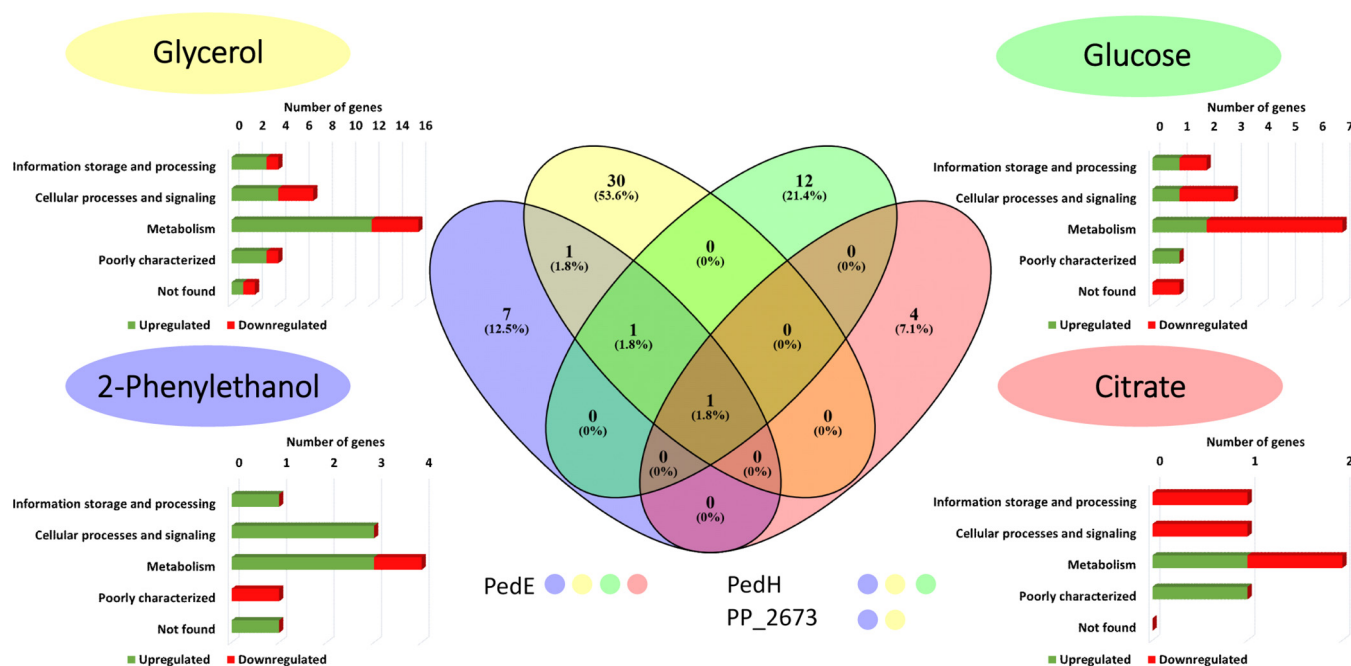 Glycerol
Number of genes
0 2 4 6 8 10 12 14 16
Information storage and processing
Cellular processes and signaling
Metabolism
Poorly characterized
Not found
Upregulated Downregulated
2-Phenylethanol
Number of genes
0 1 2 3 4
Information storage and processing
Cellular processes and signaling
Metabolism
Poorly characterized
Not found
Upregulated Downregulated
30
(53.6%)
12
(21.4%)
1
(1.8%)
0
(0%)
0
(0%)
7
(12.5%)
1
(1.8%)
0
(0%)
4
(7.1%)
0
(0%)
1
(1.8%)
0
(0%)
0
(0%)
0
(0%)
0
(0%)
PedE
PedH
PP_2673
Glucose
Number of genes
0 1 2 3 4 5 6 7
Information storage and processing
Cellular processes and signaling
Metabolism
Poorly characterized
Not found
Upregulated Downregulated
Citrate
Number of genes
0 1 2
Information storage and processing
Cellular processes and signaling
Metabolism
Poorly characterized
Not found
Upregulated Downregulated